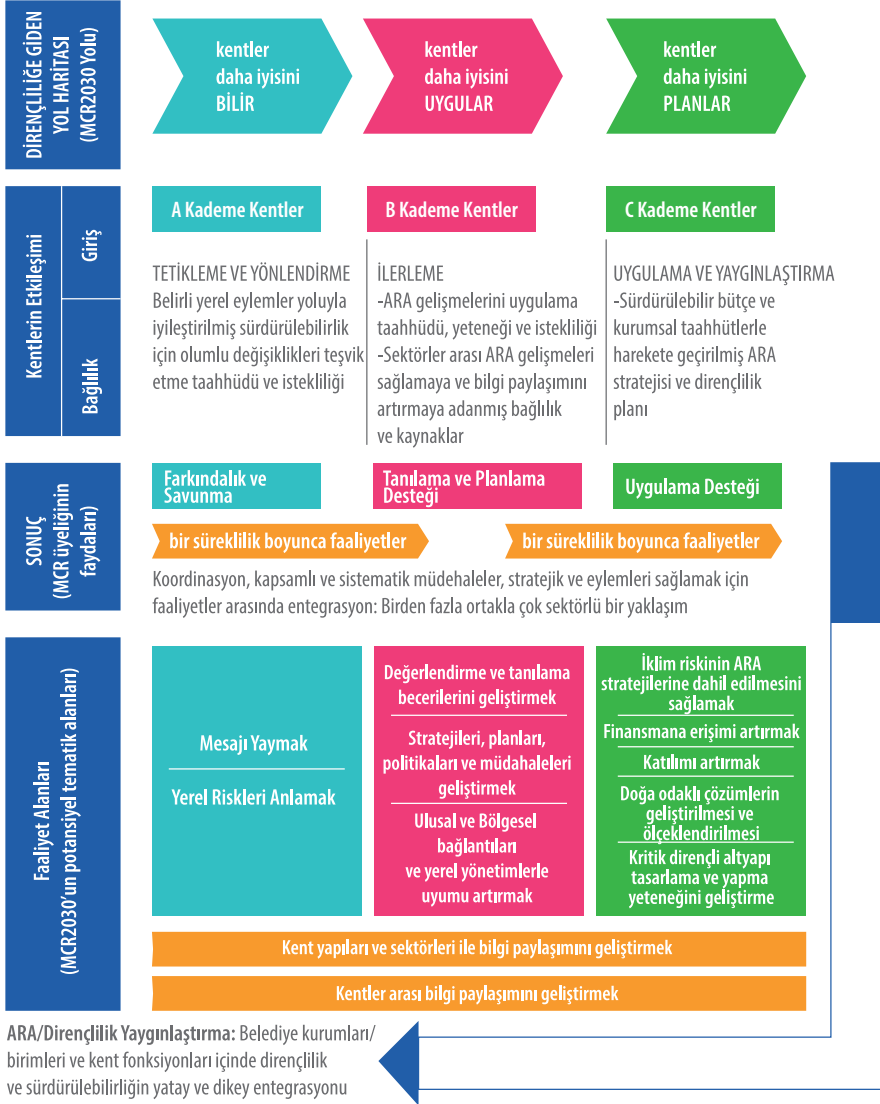 DİRENÇLİLİĞE GİDEN
YOL HARİTASI
(MCR2030 Yolu)
kentler
daha iyisini
BİLİR
kentler
daha iyisini
UYGULAR
kentler
daha iyisini
PLANLAR
Kentlerin Etkileşimi
Giriş
Bağlılık
A Kademe Kentler
B Kademe Kentler
C Kademe Kentler
TETİKLEME VE YÖNLENDİRME
Belirli yerel eylemler yoluyla
iyileştirilmiş sürdürülebilirlik
için olumlu değişiklikleri teşvik
etme taahhüdü ve istekliliği
İLERLEME
-ARA gelişmelerini uygulama
taahhüdü, yeteneği ve istekliliği
-Sektörler arası ARA gelişmeleri
sağlamaya ve bilgi paylaşımını
artırmaya adanmış bağlılık
ve kaynaklar
UYGULAMA VE YAYGINLAŞTIRMA
-Sürdürülebilir bütçe ve
kurumsal taahhütlerle
harekete geçirilmiş ARA
stratejisi ve dirençlilik
planı
SONUÇ
(MCR üyeliğinin
faydaları)
Farkındalık ve
Savunma
Tanılama ve Planlama
Desteği
Uygulama Desteği
bir süreklilik boyunca faaliyetler
bir süreklilik boyunca faaliyetler
Koordinasyon, kapsamlı ve sistematik müdehaleler, stratejik ve eylemleri sağlamak için
faaliyetler arasında entegrasyon: Birden fazla ortakla çok sektörlü bir yaklaşım
Faaliyet Alanları
(MCR2030'un potansiyel tematik alanları)
Mesajı Yaymak
Yerel Riskleri Anlamak
Değerlendirme ve tanılama
becerilerini geliştirmek
Stratejileri, planları,
politikaları ve müdahaleleri
geliştirmek
Ulusal ve Bölgesel
bağlantıları
ve yerel yönetimlerle
uyumu artırmak
İklim riskinin ARA
stratejilerine dahil edilmesini
sağlamak
Finansmana erişimi artırmak
Katılımı artırmak
Doğa odaklı çözümlerin
geliştirilmesi ve
ölçeklendirilmesi
Kritik dirençli altyapı
tasarlama ve yapma
yeteneğini geliştirme
Kent yapıları ve sektörleri ile bilgi paylaşımını geliştirmek
Kentler arası bilgi paylaşımını geliştirmek
ARA/Dirençlilik Yaygınlaştırma: Belediye kurumları/
birimleri ve kent fonksiyonları içinde dirençlilik
ve sürdürülebilirliğin yatay ve dikey entegrasyonu